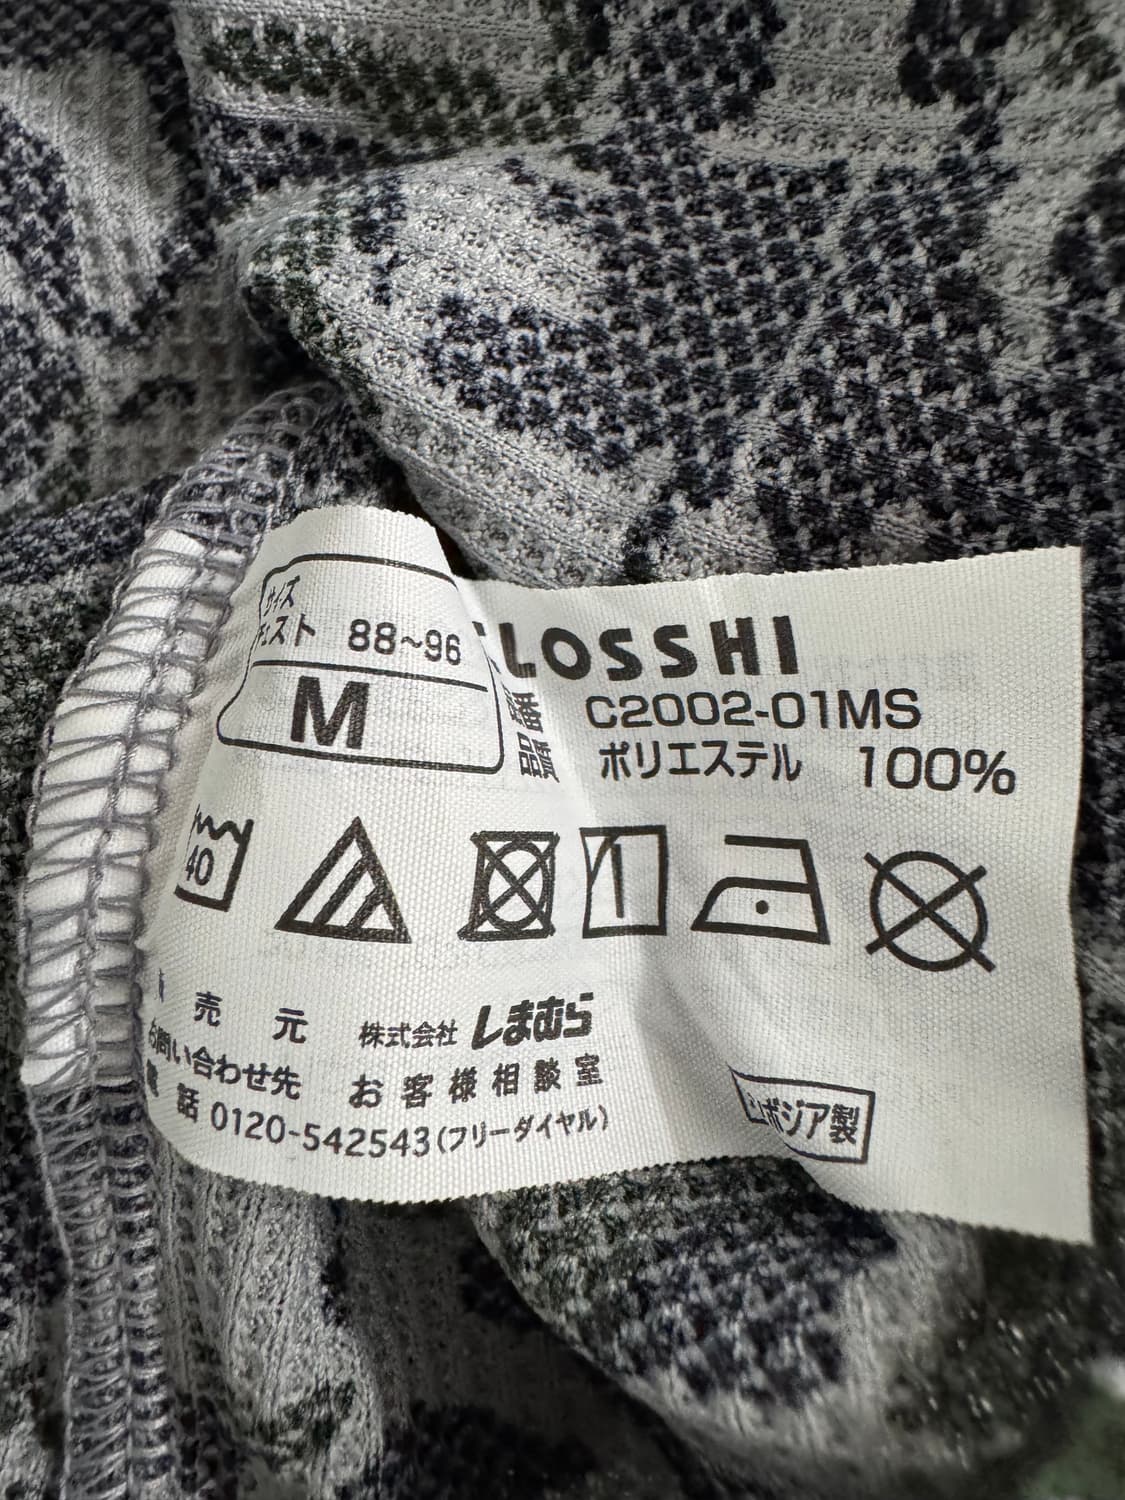 サイズ
チェスト 88~96
M
LOSSHI
品番 C2002-01MS
品質 ポリエステル 100%
40
売元 株式会社 しまむら
お問い合わせ先 お客様相談室
電話 0120-542543(フリーダイヤル)
ボジア製